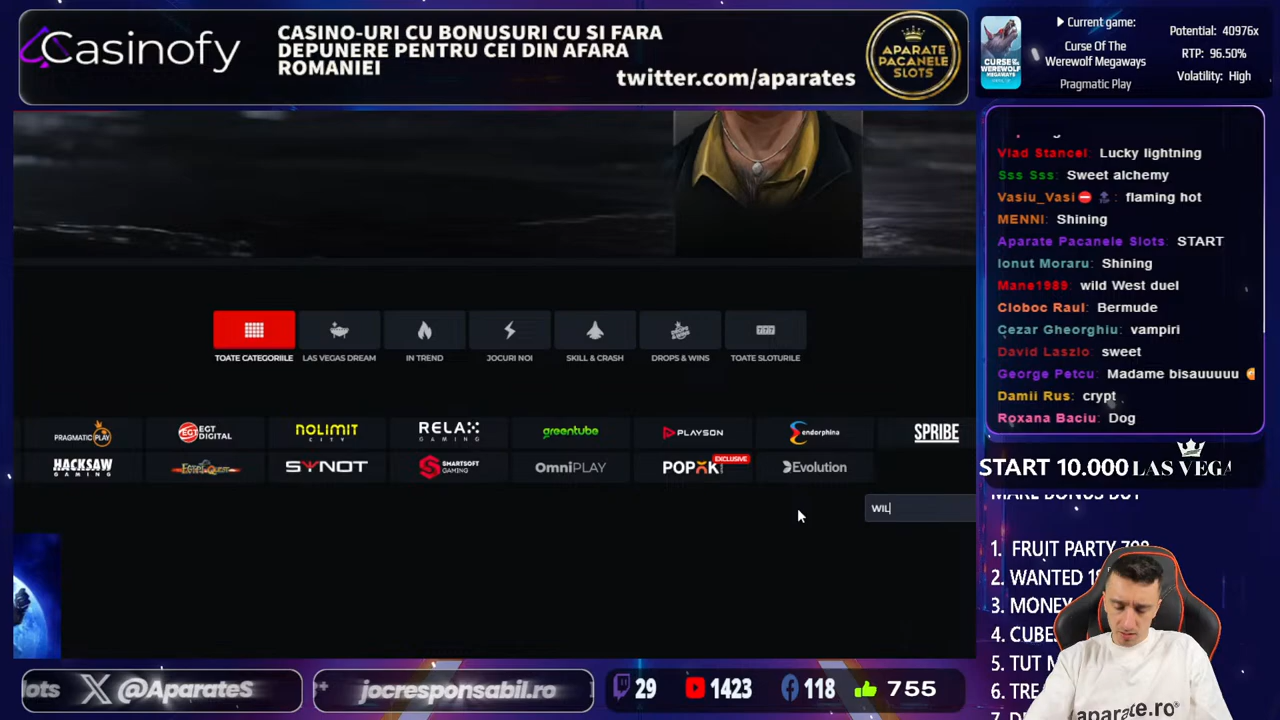 Casinofy
CASINO-URI CU BONUSURI CU SI FARA
DEPUNERE PENTRU CEI DIN AFARA
ROMANIEI
twitter.com/aparates
APARATE
PACANELE
SLOTS
Current game:
Curse Of The
Werewolf Megaways
Pragmatic Play
Potential: 40976x
RTP: 96.50%
Volatility: High
Vlad Stancel: Lucky lightning
Sss Sss: Sweet alchemy
Vasiu_Vasi: flaming hot
MENNI: Shining
Aparate Pacanele Slots: START
Ionut Moraru: Shining
Mane1989: wild West duel
Cioboc Raul: Bermude
Cezar Gheorghiu: vampiri
David Laszlo: sweet
George Petcu: Madame bisauuuuu
Damii Rus: crypt
Roxana Baciu: Dog
TOATE CATEGORIILE
LAS VEGAS DREAM
IN TREND
JOCURI NOI
SKILL & CRASH
DROPS & WINS
TOATE SLOTURILE
PRAGMATIC PLAY
EGT DIGITAL
NOLIMIT CITY
RELAX GAMING
greentube
PLAYSON
endorphina
SPRIBE
HACKSAW GAMING
SYNOT
SMARTSOFT GAMING
OmniPLAY
POPOK
EXCLUSIVE
Evolution
WIL
START 10.000 LAS VEGA
MAKE BONUS BUY
1. FRUIT PARTY
2. WANTED
3. MONEY
4. CUBES
5. TUT
6. TRE
7.
lots
X @AparateS
jocresponsabil.ro
29
1423
118
755
aparate.ro